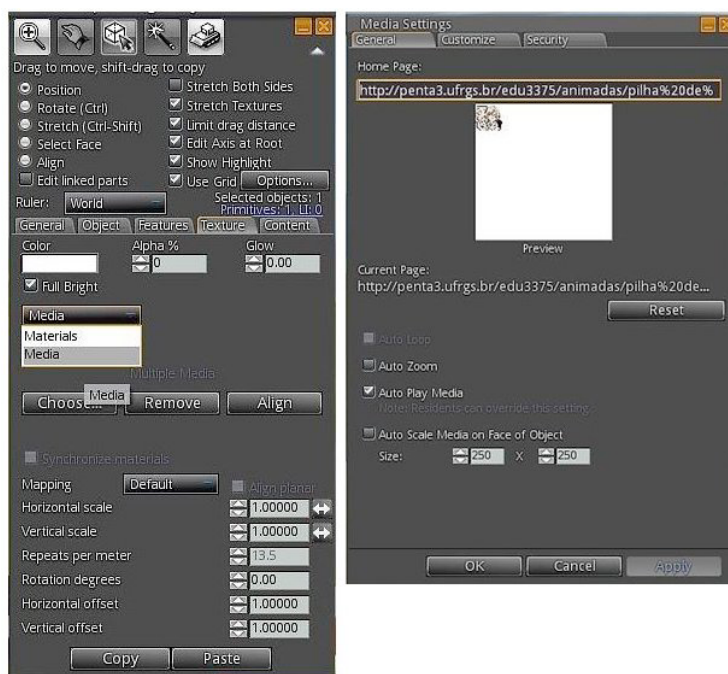 Drag to move, shift-drag to copy
Position
Rotate (Ctrl)
Stretch (Ctrl-Shift)
Select Face
Align
Edit linked parts
Stretch Both Sides
Stretch Textures
Limit drag distance
Edit Axis at Root
Show Highlight
Use Grid Options...
Ruler: World
Selected objects: 1
Primitives: 1, LI: 0
General Object Features Texture Content
Color Alpha % Glow
0 0.00
Full Bright
Media
Materials
Media
Multiple Media
Media
Choose... Remove Align
Synchronize materials
Mapping Default Align planar
Horizontal scale 1.00000
Vertical scale 1.00000
Repeats per meter 13.5
Rotation degrees 0.00
Horizontal offset 1.00000
Vertical offset 1.00000
Copy Paste
Media Settings
General Customize Security
Home Page:
http://penta3.ufrgs.br/edu3375/animadas/pilha%20de%
Preview
Current Page:
http://penta3.ufrgs.br/edu3375/animadas/pilha%20de...
Reset
Auto Loop
Auto Zoom
Auto Play Media
Note: Residents can override this setting.
Auto Scale Media on Face of Object
Size: 250 X 250
OK Cancel Apply